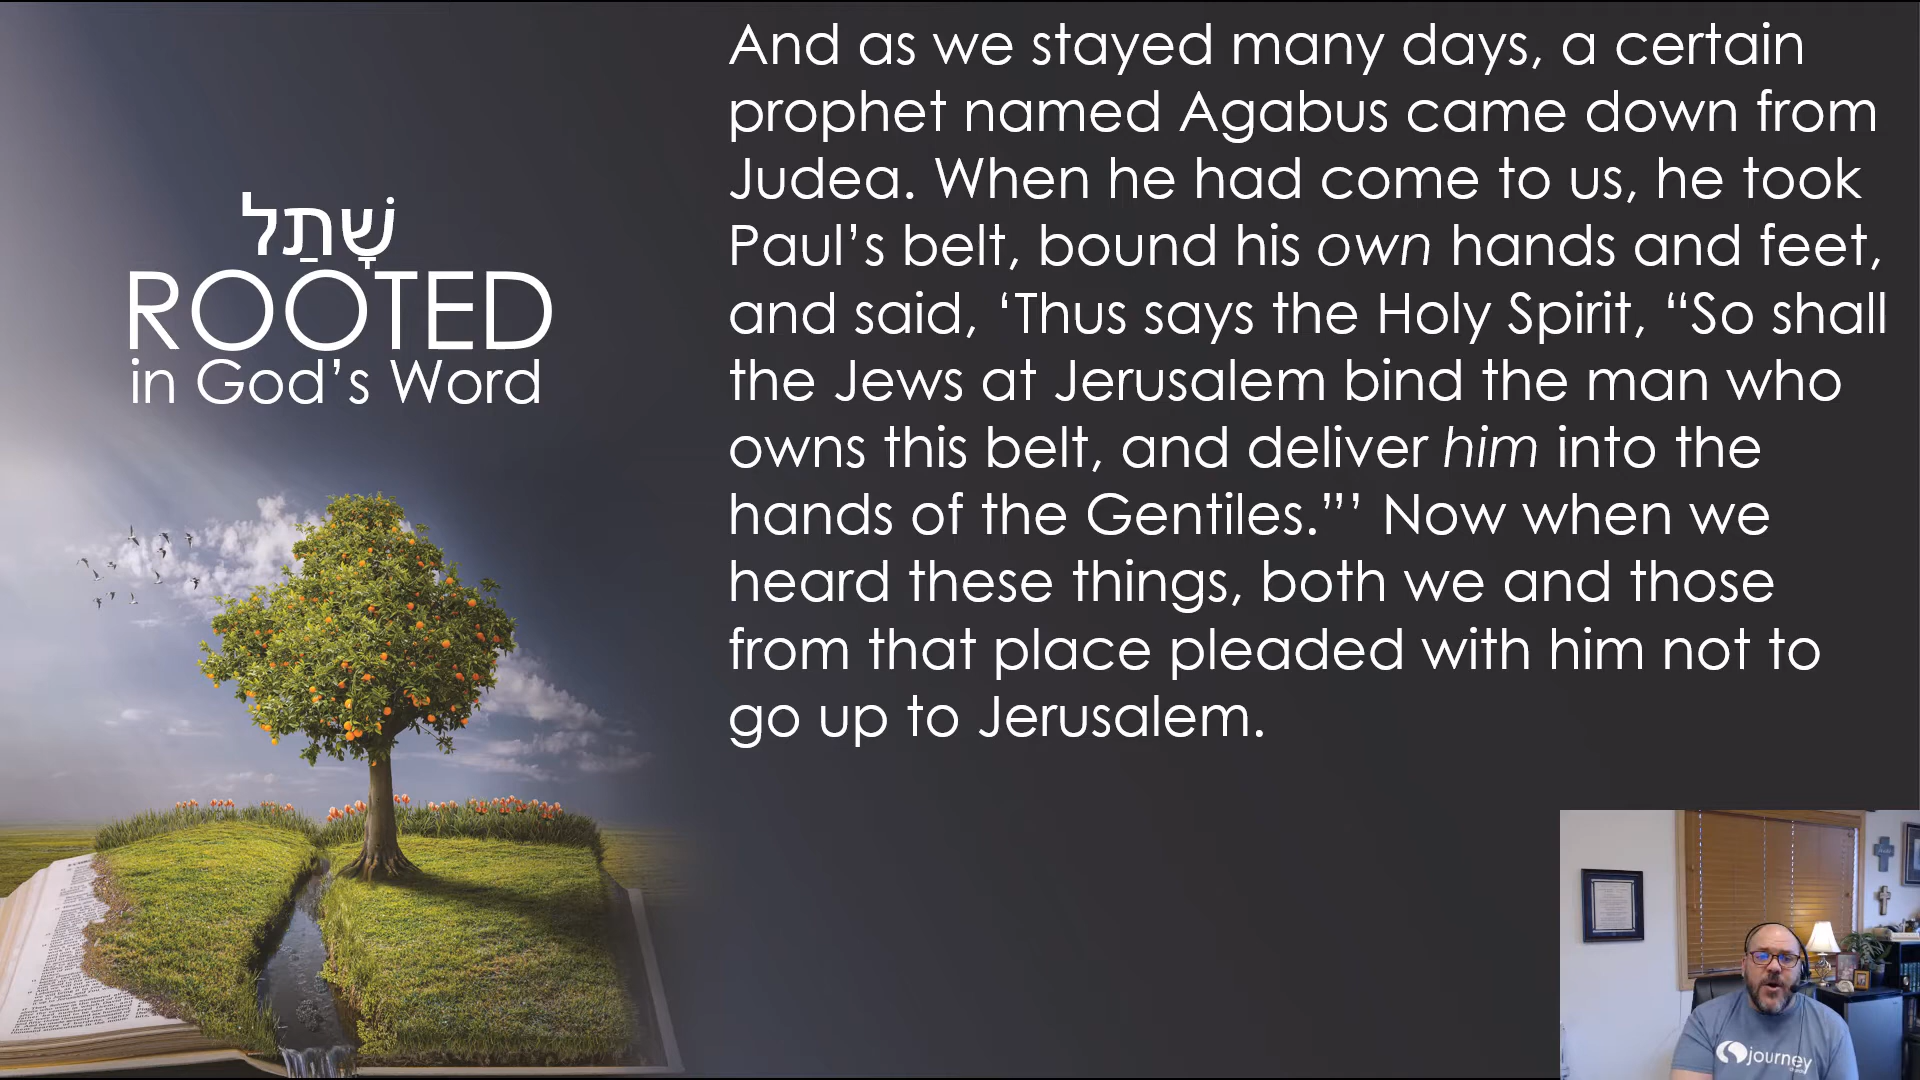 שָׁתַל
ROOTED
in God’s Word
And as we stayed many days, a certain
prophet named Agabus came down from
Judea. When he had come to us, he took
Paul’s belt, bound his own hands and feet,
and said, ‘Thus says the Holy Spirit, “So shall
the Jews at Jerusalem bind the man who
owns this belt, and deliver him into the
hands of the Gentiles.”’ Now when we
heard these things, both we and those
from that place pleaded with him not to
go up to Jerusalem.
journey